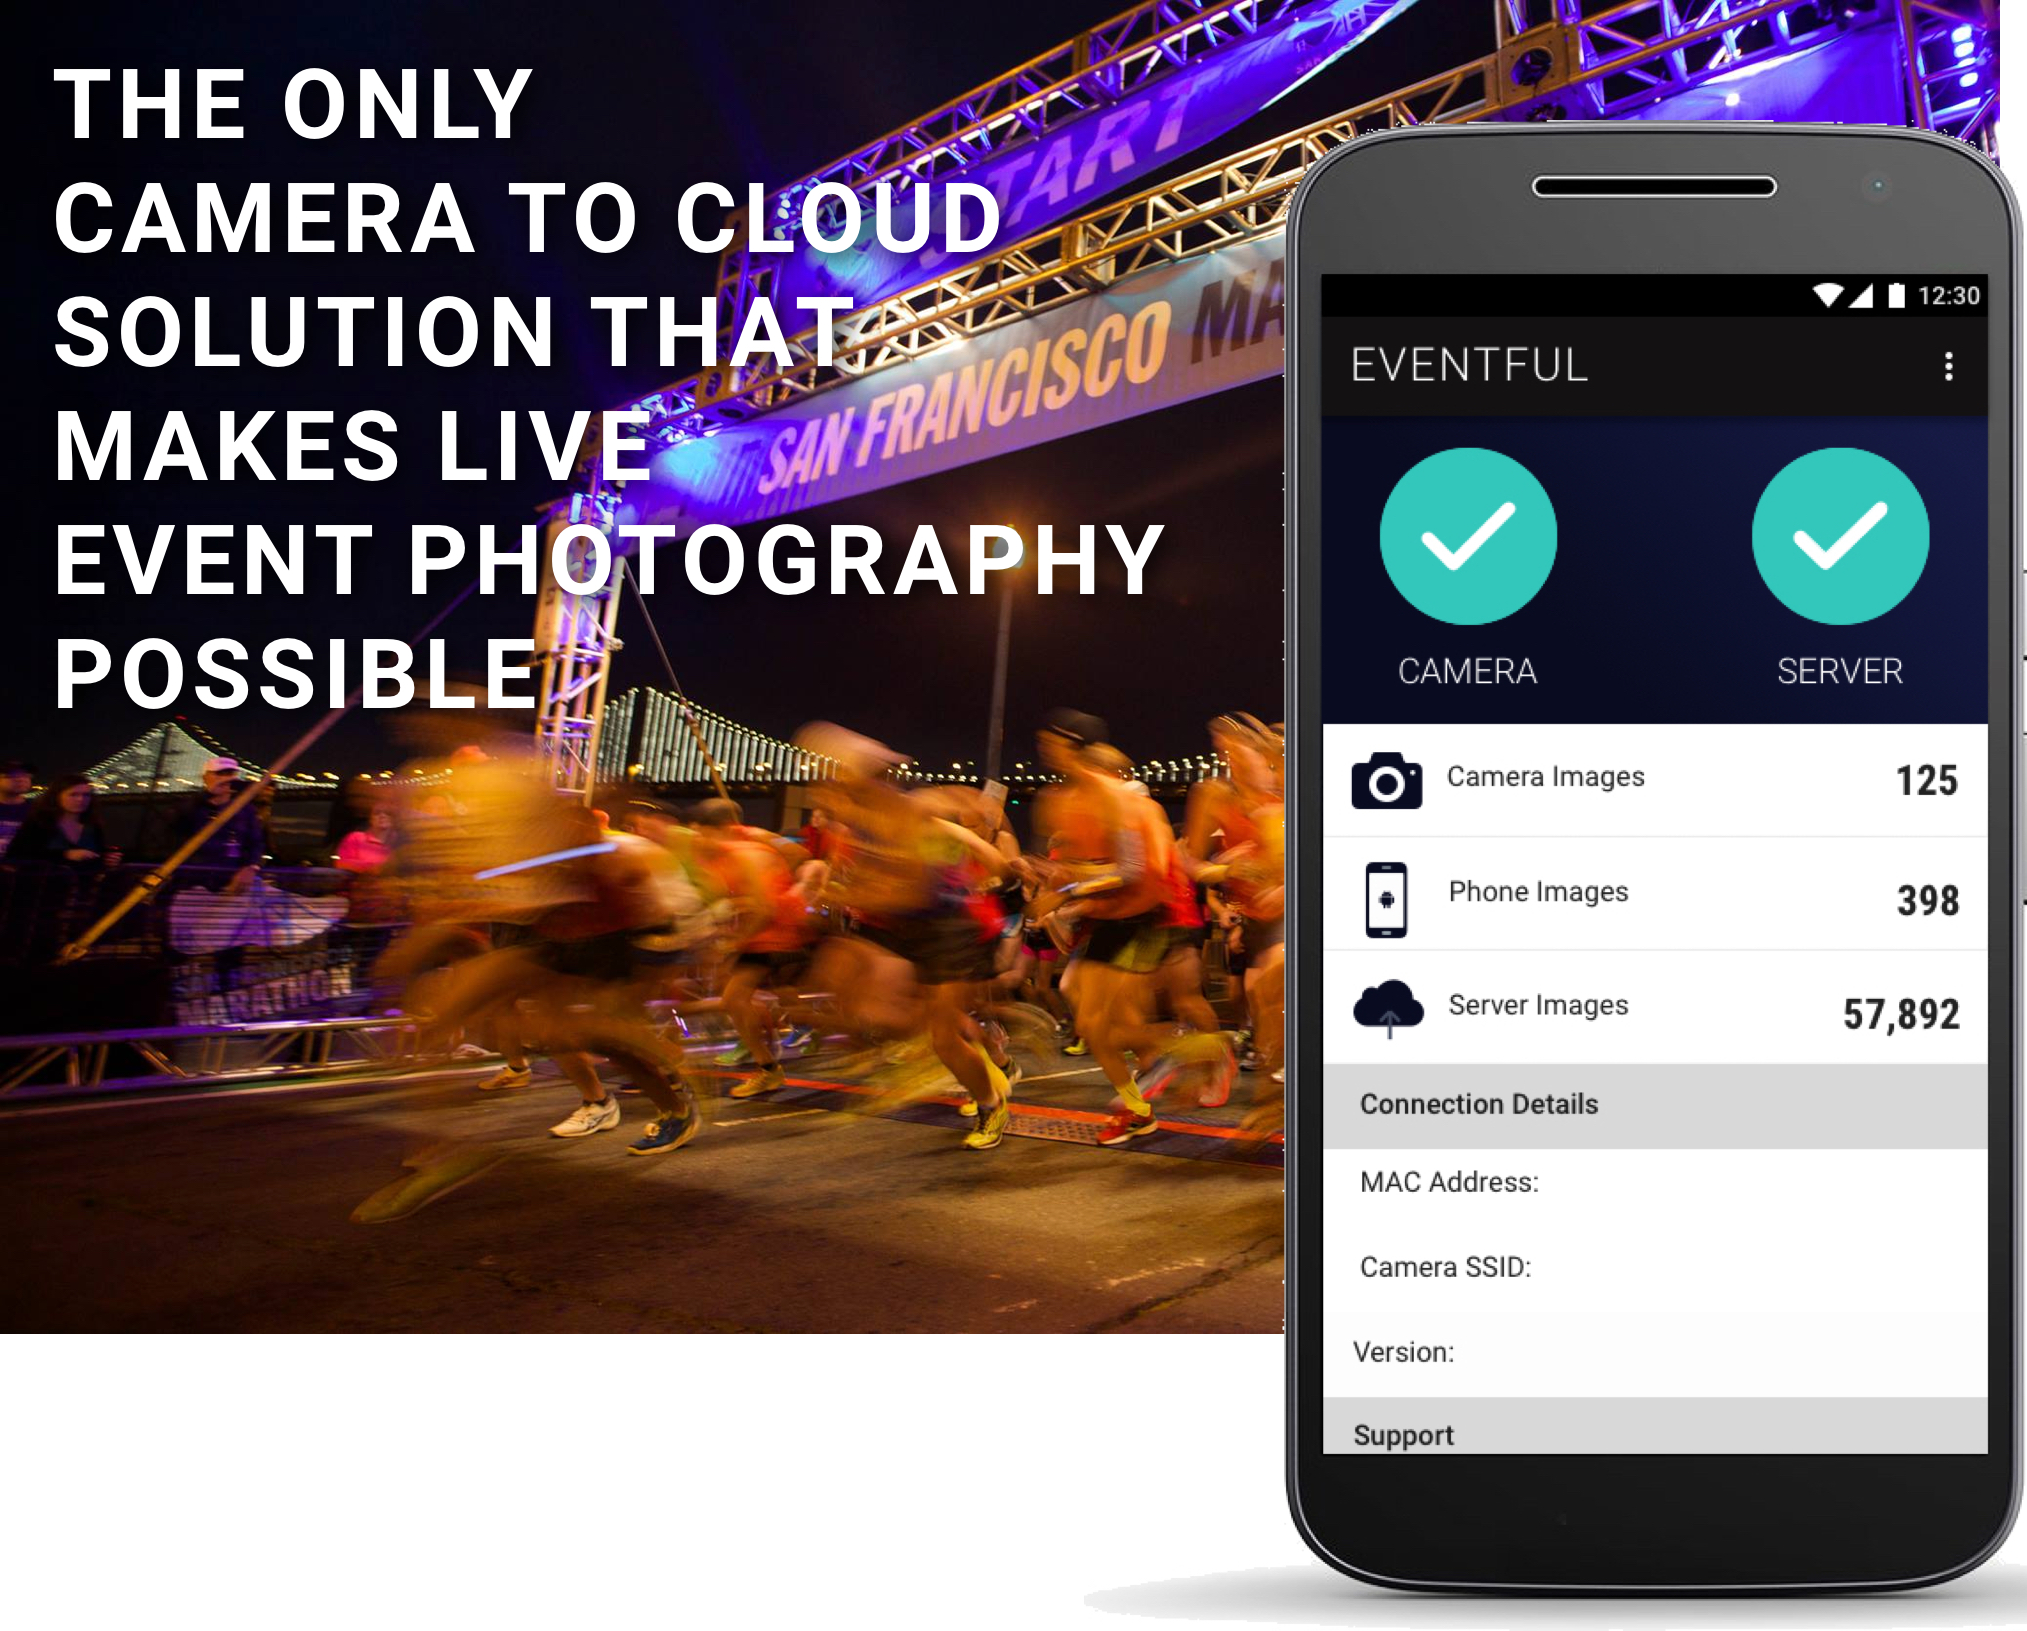 THE ONLY
CAMERA TO CLOUD
SOLUTION THAT
MAKES LIVE
EVENT PHOTOGRAPHY
POSSIBLE
START
SAN FRANCISCO MA
MARATHON
12:30
EVENTFUL
CAMERA SERVER
Camera Images 125
Phone Images 398
Server Images 57,892
Connection Details
MAC Address:
Camera SSID:
Version:
Support